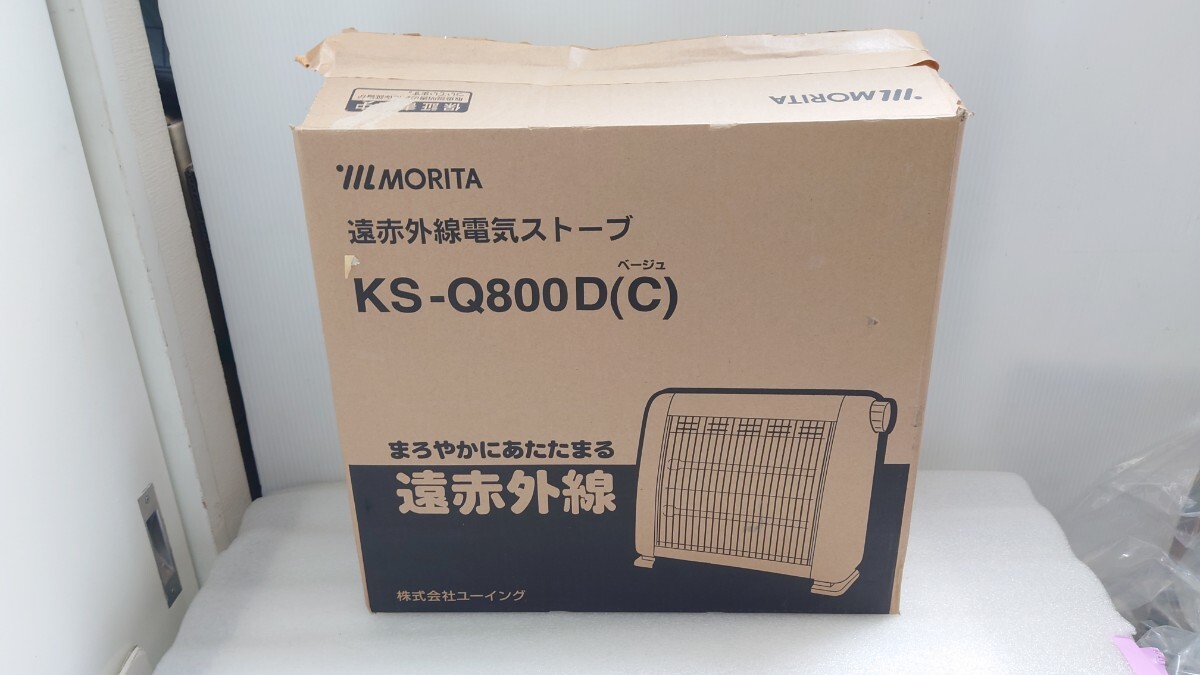 MORITA
MORITA
遠赤外線電気ストーブ
ベージュ
KS-Q800D(C)
まろやかにあたたまる
遠赤外線
株式会社ユーイング